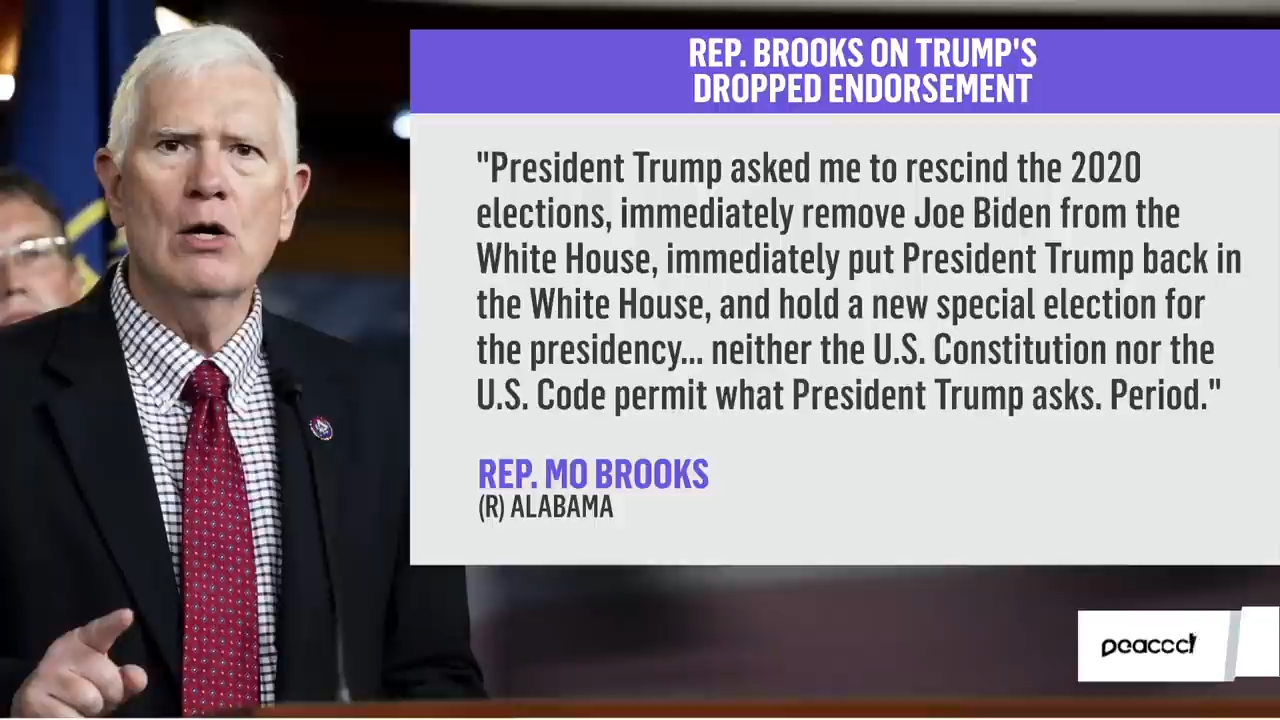 REP. BROOKS ON TRUMP'S
DROPPED ENDORSEMENT
"President Trump asked me to rescind the 2020
elections, immediately remove Joe Biden from the
White House, immediately put President Trump back in
the White House, and hold a new special election for
the presidency... neither the U.S. Constitution nor the
U.S. Code permit what President Trump asks. Period."
REP. MO BROOKS
(R) ALABAMA